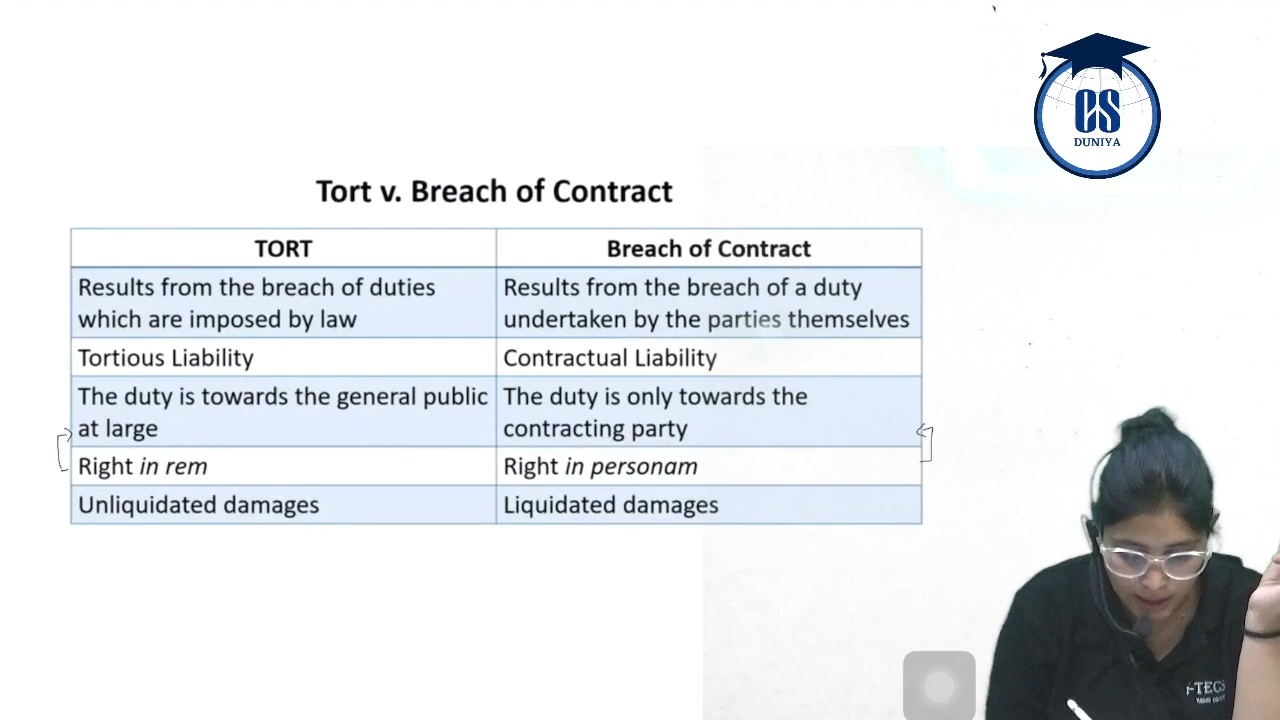 CS
DUNIYA
Tort v. Breach of Contract
TORT
Breach of Contract
Results from the breach of duties
which are imposed by law
Results from the breach of a duty
undertaken by the parties themselves
Tortious Liability
Contractual Liability
The duty is towards the general public
at large
The duty is only towards the
contracting party
Right in rem
Right in personam
Unliquidated damages
Liquidated damages